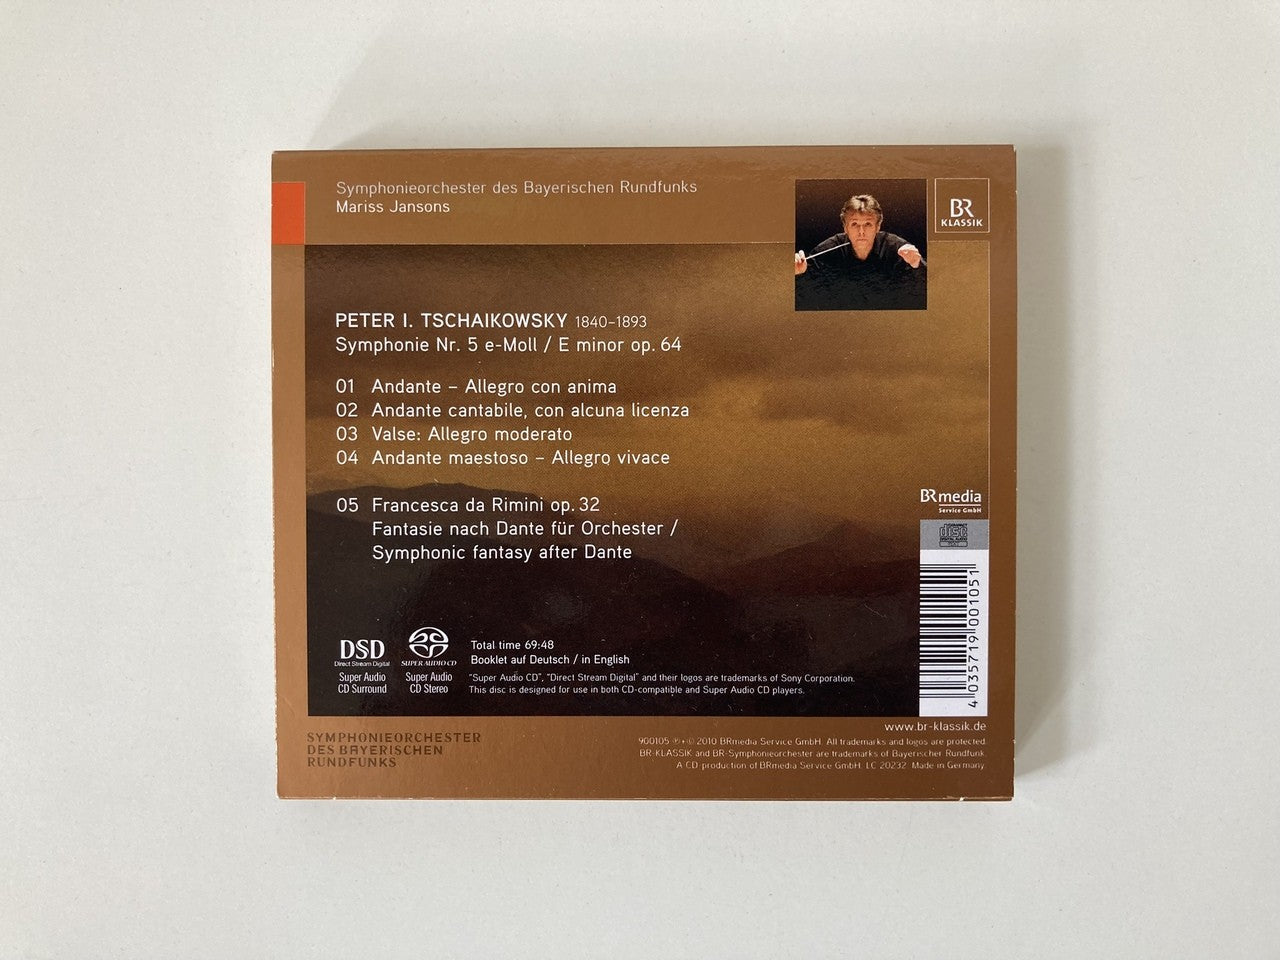 Symphonieorchester des Bayerischen Rundfunks
Mariss Jansons
BR
KLASSIK
PETER I. TSCHAIKOWSKY 1840–1893
Symphonie Nr. 5 e-Moll / E minor op. 64
01 Andante – Allegro con anima
02 Andante cantabile, con alcuna licenza
03 Valse: Allegro moderato
04 Andante maestoso – Allegro vivace
05 Francesca da Rimini op. 32
Fantasie nach Dante für Orchester /
Symphonic fantasy after Dante
BRmedia
Service GmbH
COMPACT
disc
DIGITAL AUDIO
4 035719 001051
DSD
Direct Stream Digital
Super Audio
CD Surround
SUPER AUDIO CD
Super Audio
CD Stereo
Total time 69:48
Booklet auf Deutsch / in English
"Super Audio CD", "Direct Stream Digital" and their logos are trademarks of Sony Corporation.
This disc is designed for use in both CD-compatible and Super Audio CD players.
www.br-klassik.de
SYMPHONIEORCHESTER
DES BAYERISCHEN
RUNDFUNKS
900105 ℗+© 2010 BRmedia Service GmbH. All trademarks and logos are protected.
BR-KLASSIK and BR-Symphonieorchester are trademarks of Bayerischer Rundfunk.
A CD production of BRmedia Service GmbH. LC 20232. Made in Germany.